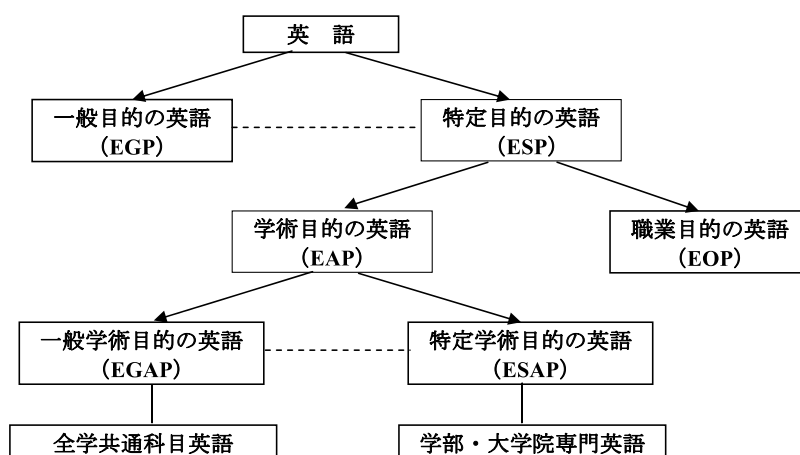 英　語
一般目的の英語
（EGP）
特定目的の英語
（ESP）
学術目的の英語
（EAP）
職業目的の英語
（EOP）
一般学術目的の英語
（EGAP）
特定学術目的の英語
（ESAP）
全学共通科目英語
学部・大学院専門英語